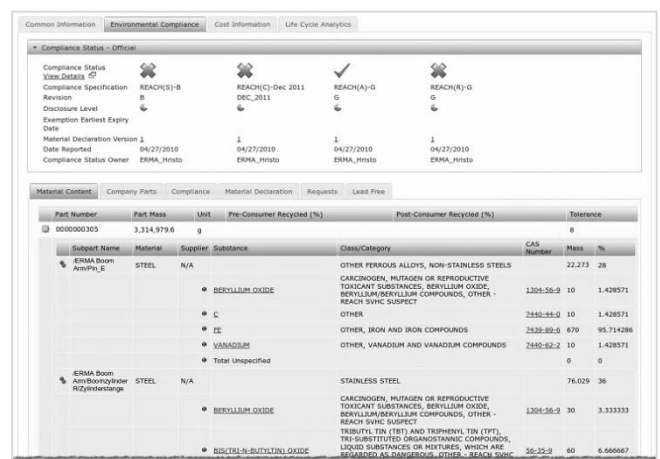 Common Information Environmental Compliance Cost Information Life Cycle Analytics
Compliance Status - Official
Compliance Status
View Details
Compliance Specification REACH(S)-B REACH(C)-Dec 2011 REACH(A)-G REACH(R)-G
Revision B DEC_2011 G G
Disclosure Level
Exemption Earliest Expiry
Date
Material Declaration Version 1 1 1 1
Date Reported 04/27/2010 04/27/2010 04/27/2010 04/27/2010
Compliance Status Owner ERMA_Hristo ERMA_Hristo ERMA_Hristo ERMA_Hristo
Material Content Company Parts Compliance Material Declaration Requests Lead Free
Part Number Part Mass Unit Pre-Consumer Recycled (%) Post-Consumer Recycled (%) Tolerance
0000000305 3,314,979.6 g 8
Subpart Name Material Supplier Substance Class/Category CAS Number Mass %
/ERMA Boom
Arm/Pin_E STEEL N/A OTHER FERROUS ALLOYS, NON-STAINLESS STEELS 22.273 28
CARCINOGEN, MUTAGEN OR REPRODUCTIVE
TOXICANT SUBSTANCES, BERYLLIUM OXIDE,
BERYLLIUM OXIDE BERYLLIUM/BERYLLIUM COMPOUNDS, OTHER - 1304-56-9 10 1.428571
REACH SVHC SUSPECT
C OTHER 7440-44-0 10 1.428571
FE OTHER, IRON AND IRON COMPOUNDS 7439-89-6 670 95.714286
VANADIUM OTHER, VANADIUM AND VANADIUM COMPOUNDS 7440-62-2 10 1.428571
Total Unspecified 0 0
/ERMA Boom
Arm/Boomzylinder STEEL N/A STAINLESS STEEL 76.029 36
R/Zylinderstange
CARCINOGEN, MUTAGEN OR REPRODUCTIVE
TOXICANT SUBSTANCES, BERYLLIUM OXIDE,
BERYLLIUM OXIDE BERYLLIUM/BERYLLIUM COMPOUNDS, OTHER - 1304-56-9 30 3.333333
REACH SVHC SUSPECT
TRIBUTYL TIN (TBT) AND TRIPHENYL TIN (TPT),
TRI-SUBSTITUTED ORGANOSTANNIC COMPOUNDS,
LIQUID SUBSTANCES OR MIXTURES, WHICH ARE
BIS(TRI-N-BUTYLTIN) OXIDE REGARDED AS DANGEROUS, OTHER - REACH SVHC 56-35-9 60 6.666667